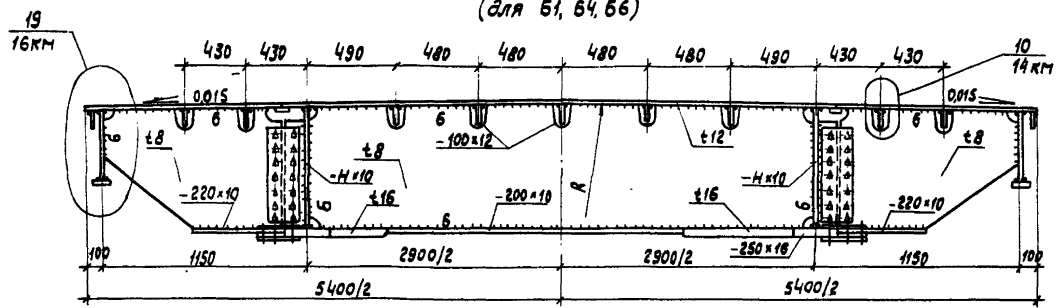 (для Б1, Б4, Б6)
19
16КМ
430 430 490 480 480 480 480 490 430 430
10
14КМ
0,015 0,015
6 6 6 6
-100×12 t12
t8 t8 t8
-H×10 -H×10
-220×10 t16 -200×10 R t16 -220×10
6 6 6
-250×16
100 1150 2900/2 2900/2 1150 100
5400/2 5400/2